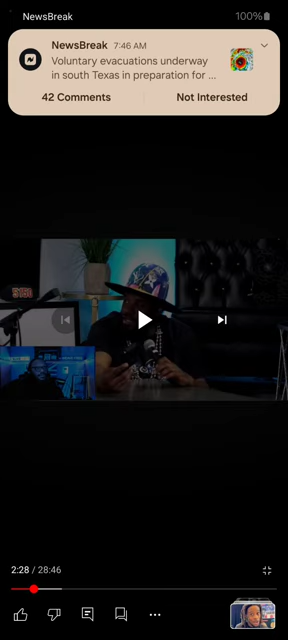 NewsBreak 100%
NewsBreak 7:46 AM
Voluntary evacuations underway
in south Texas in preparation for ...
42 Comments Not Interested
5150
2:28 / 28:46